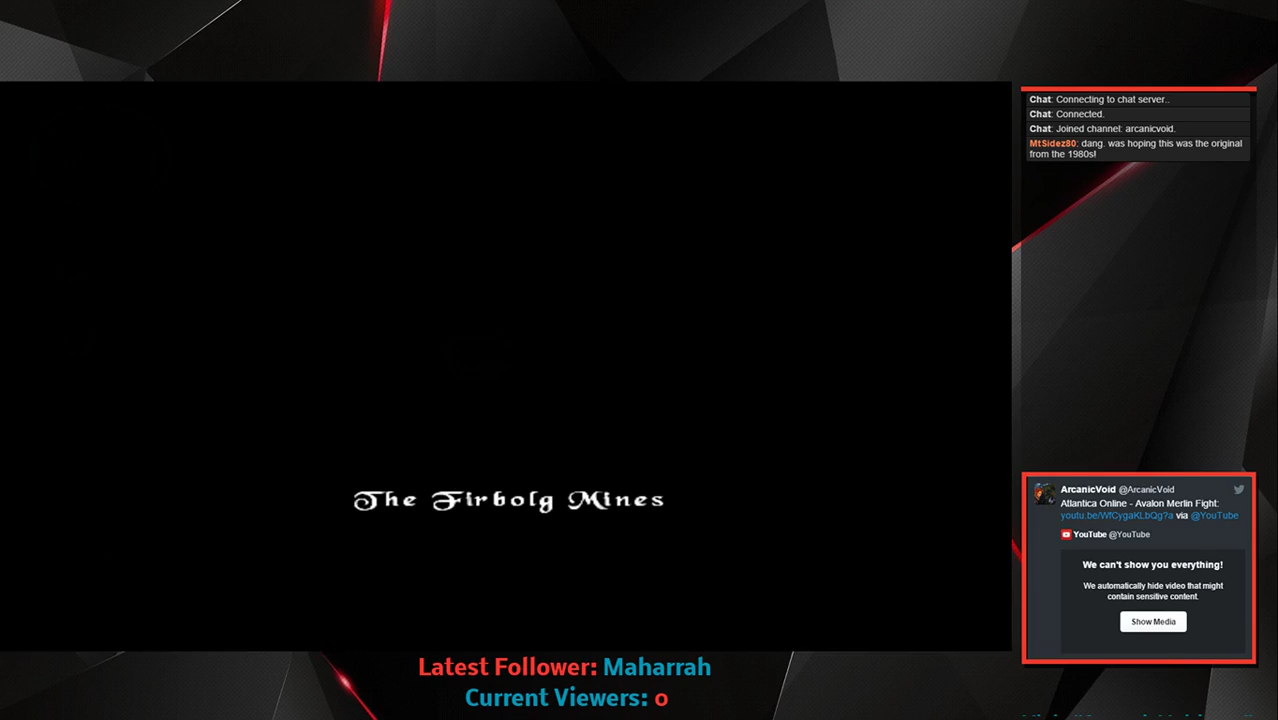 Chat: Connecting to chat server..
Chat: Connected.
Chat: Joined channel: arcanicvoid.
MtSidez80: dang. was hoping this was the original
from the 1980s!
The Firbolg Mines
ArcanicVoid @ArcanicVoid
Atlantica Online - Avalon Merlin Fight:
youtu.be/WfCygaKLbQg?a via @YouTube
YouTube @YouTube
We can't show you everything!
We automatically hide video that might
contain sensitive content.
Show Media
Latest Follower: Maharrah
Current Viewers: 0